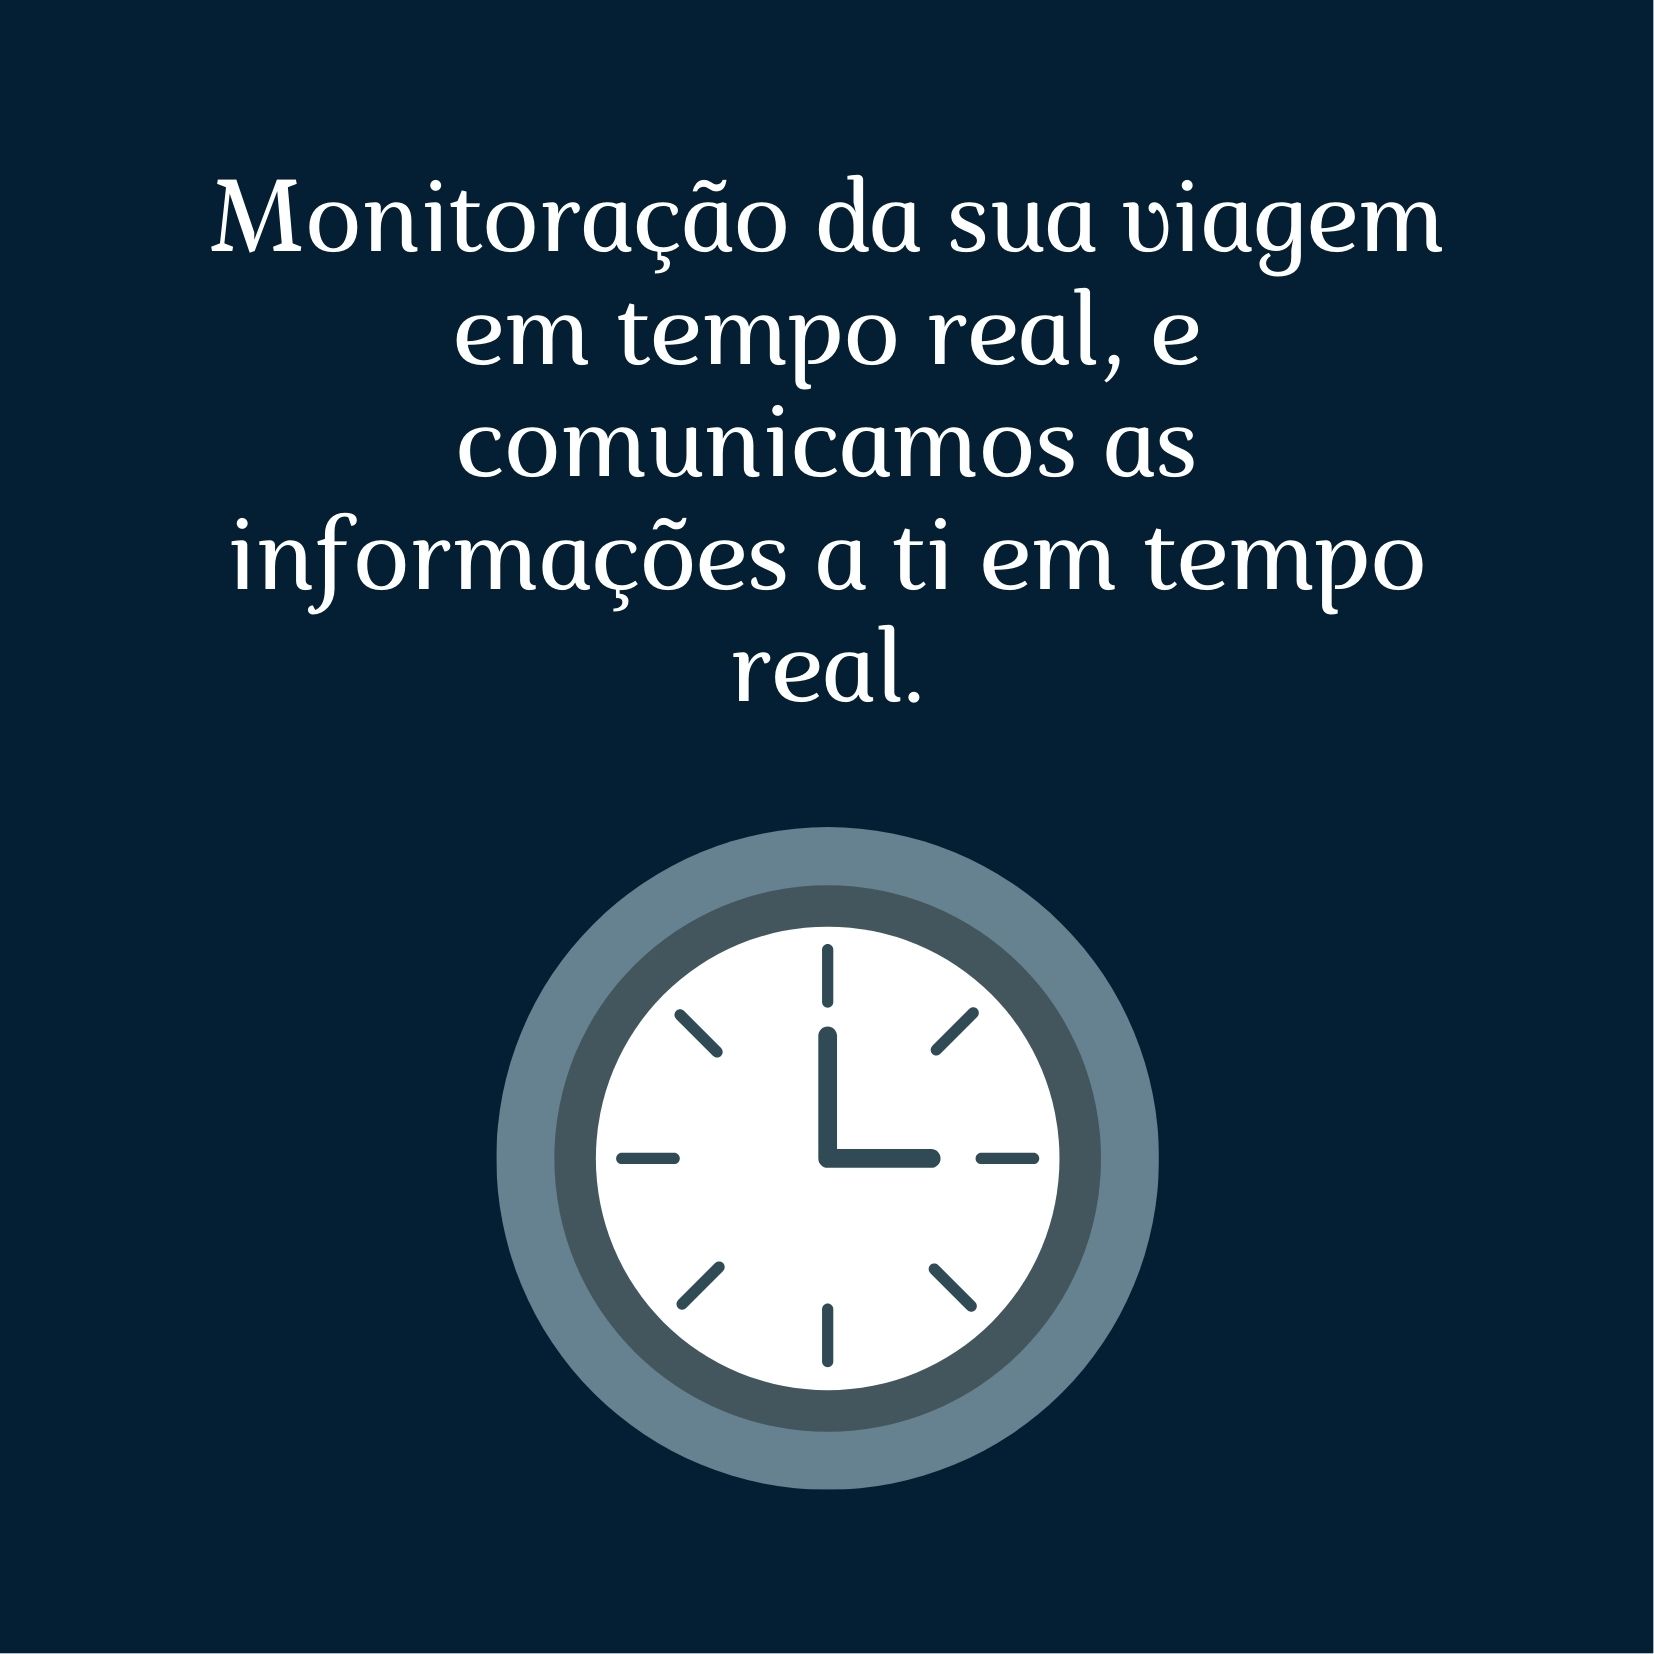 Monitoração da sua viagem
em tempo real, e
comunicamos as
informações a ti em tempo
real.